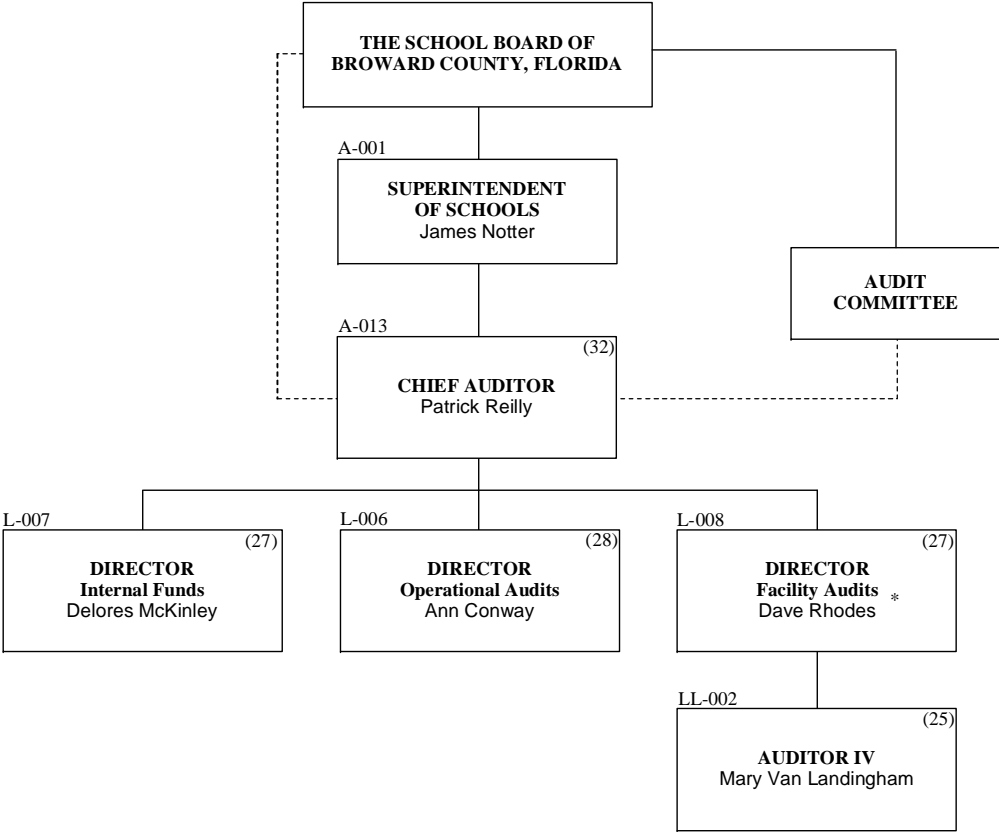 THE SCHOOL BOARD OF
BROWARD COUNTY, FLORIDA
A-001
SUPERINTENDENT
OF SCHOOLS
James Notter
AUDIT
COMMITTEE
A-013
(32)
CHIEF AUDITOR
Patrick Reilly
L-007
(27)
DIRECTOR
Internal Funds
Delores McKinley
L-006
(28)
DIRECTOR
Operational Audits
Ann Conway
L-008
(27)
DIRECTOR
Facility Audits *
Dave Rhodes
LL-002
(25)
AUDITOR IV
Mary Van Landingham